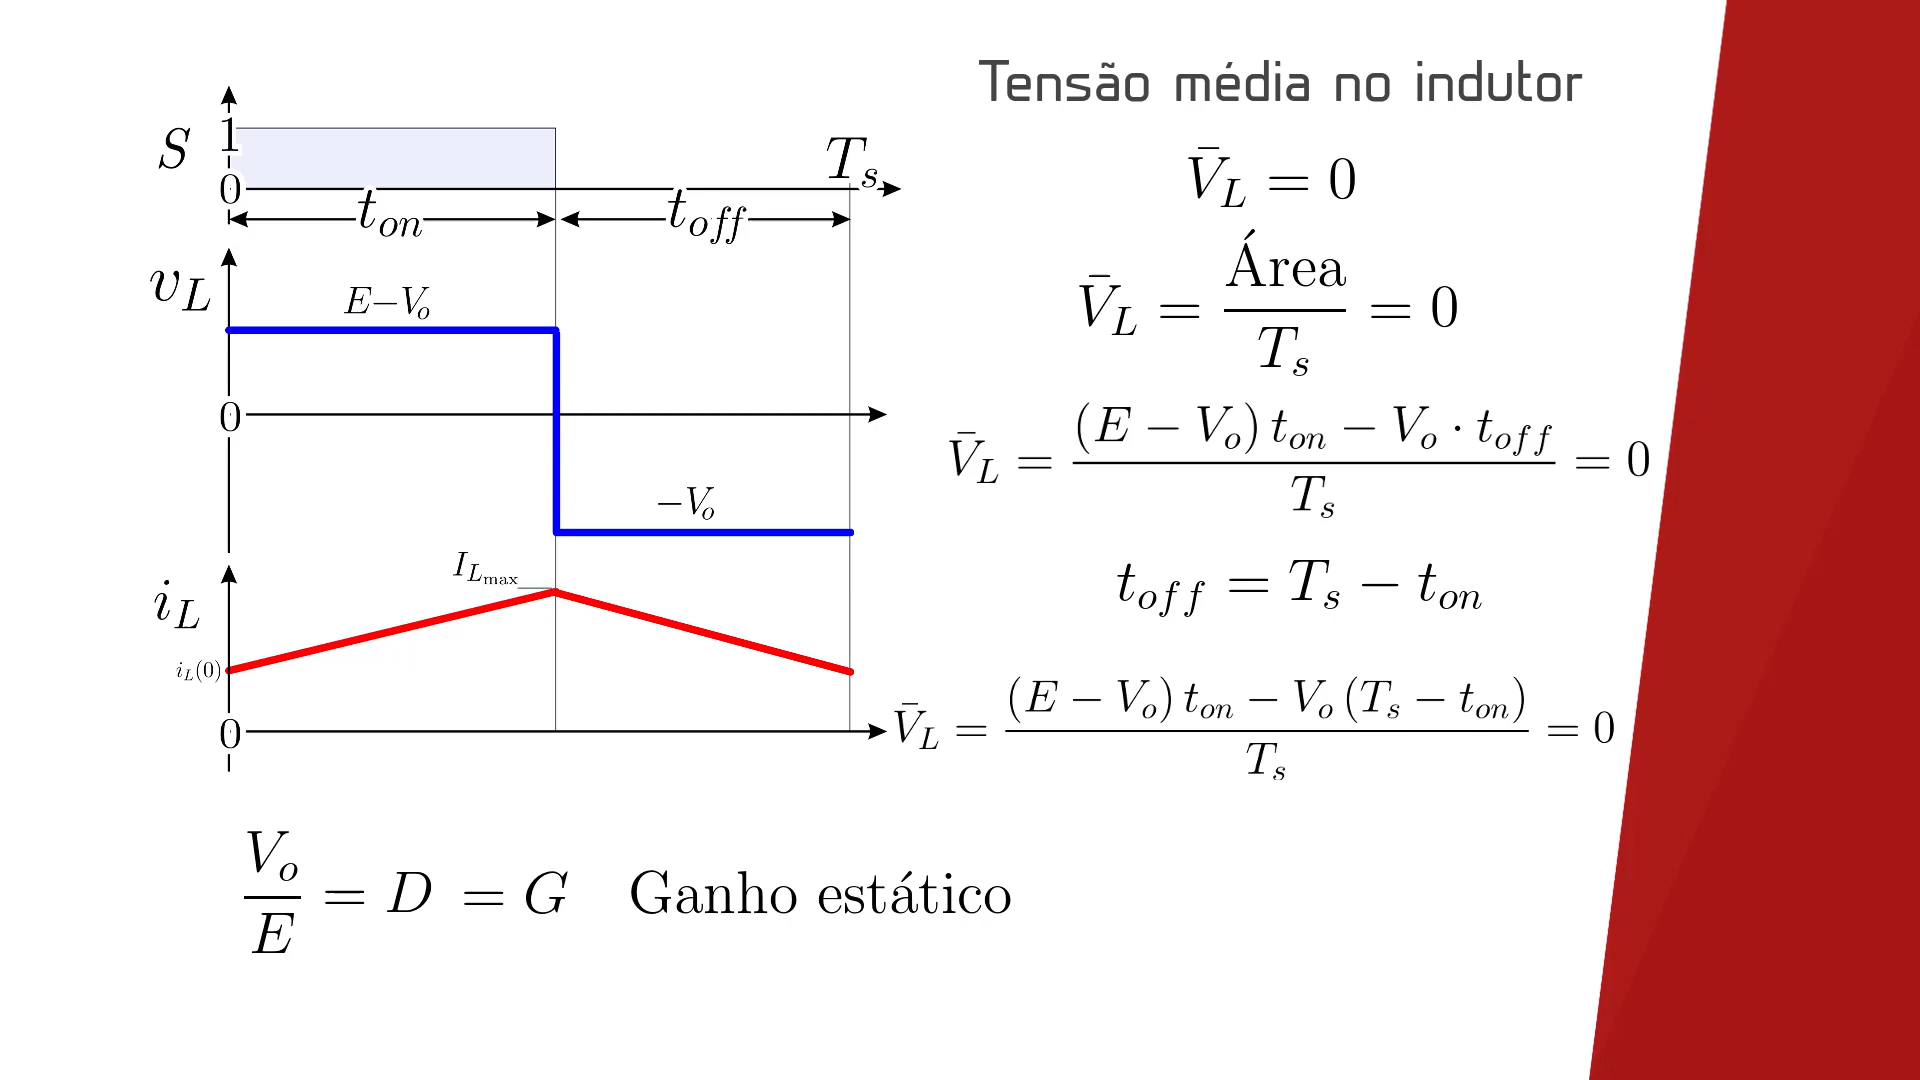 Tensão média no indutor
S 1
0
T_s
t_on t_off
v_L
E−V_o
0
−V_o
I_{L_max}
i_L
i_L(0)
0
V̄_L = 0
V̄_L = Área / T_s = 0
V̄_L = (E − V_o) t_on − V_o · t_off / T_s = 0
t_off = T_s − t_on
V̄_L = (E − V_o) t_on − V_o (T_s − t_on) / T_s = 0
V_o / E = D = G Ganho estático